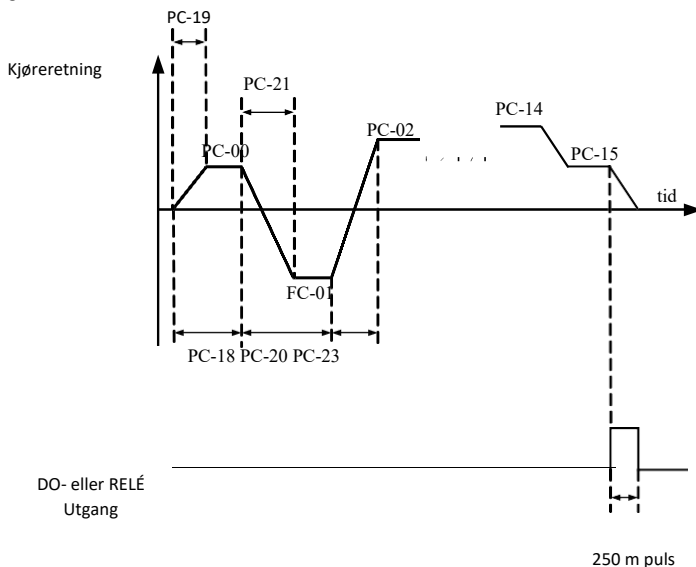 PC-19
Kjøreretning
PC-21
PC-14
PC-02
PC-00
PC-15
tid
FC-01
PC-18 PC-20 PC-23
DO- eller RELÉ
Utgang
250 m puls